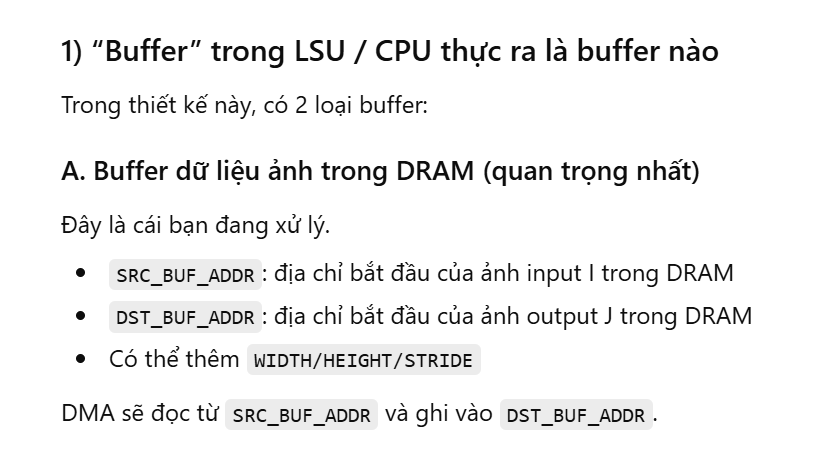 1) “Buffer” trong LSU / CPU thực ra là buffer nào
Trong thiết kế này, có 2 loại buffer:
A. Buffer dữ liệu ảnh trong DRAM (quan trọng nhất)
Đây là cái bạn đang xử lý.
• SRC_BUF_ADDR: địa chỉ bắt đầu của ảnh input I trong DRAM
• DST_BUF_ADDR: địa chỉ bắt đầu của ảnh output J trong DRAM
• Có thể thêm WIDTH/HEIGHT/STRIDE
DMA sẽ đọc từ SRC_BUF_ADDR và ghi vào DST_BUF_ADDR.